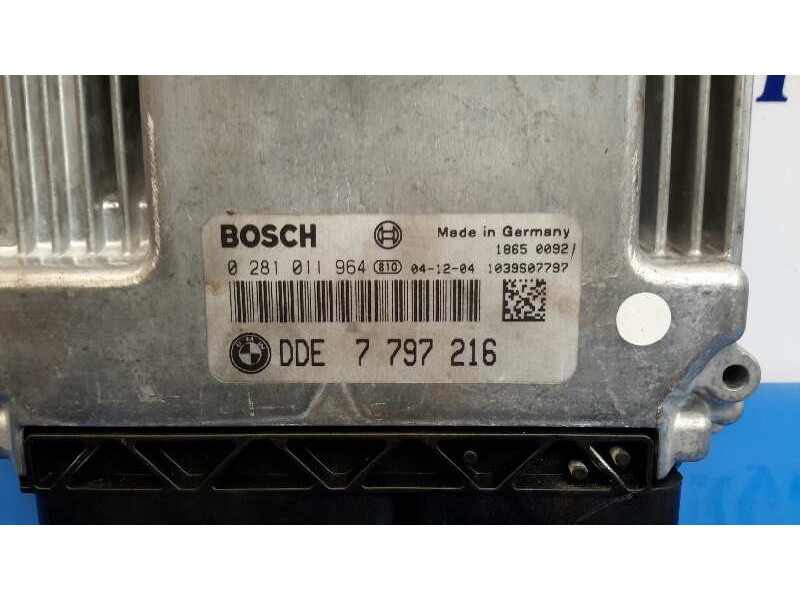 BOSCH Made in Germany
1865 0092/
0 281 011 964 810 04-12-04 1039S07797
BMW DDE 7 797 216